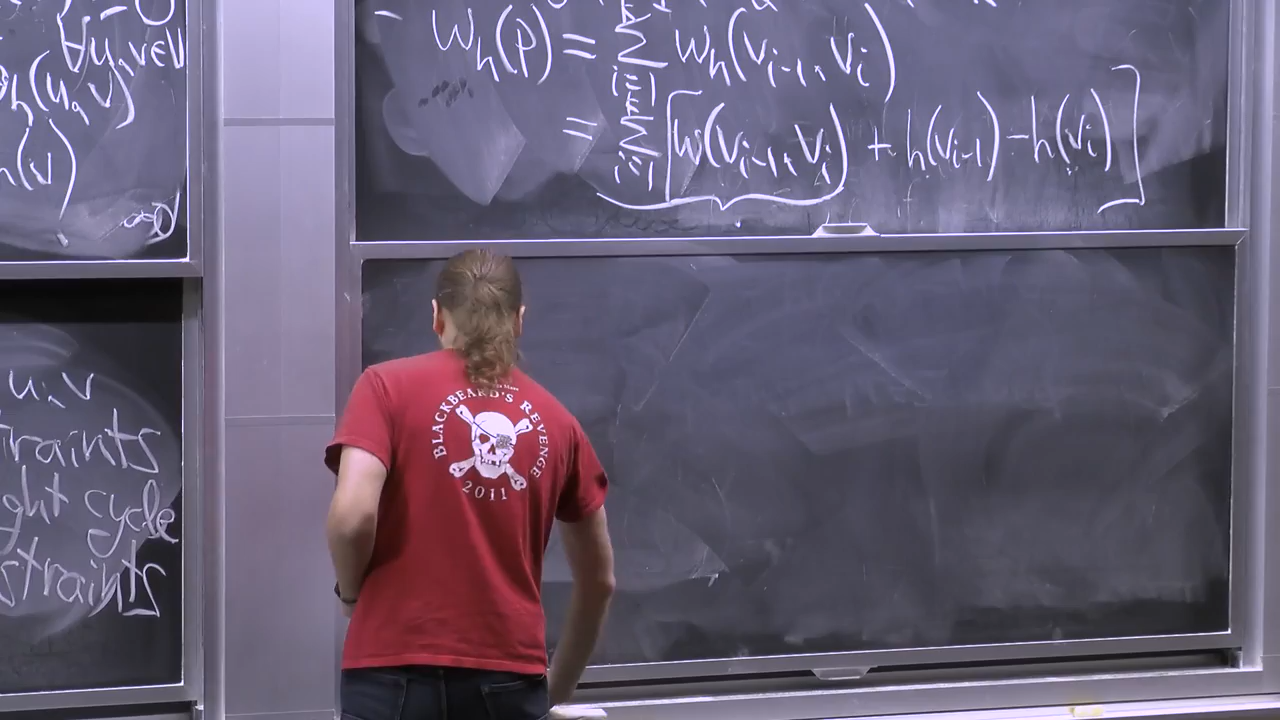 ∀u,v∈V
h(u,v)
h(v)
u,v
traints
ght cycle
straints
w_h(p) = Σ_{i=1} w_h(v_{i-1}, v_i)
= Σ_{i=1} [w(v_{i-1}, v_i) + h(v_{i-1}) - h(v_i)]
BLACKBEARD'S REVENGE
2011